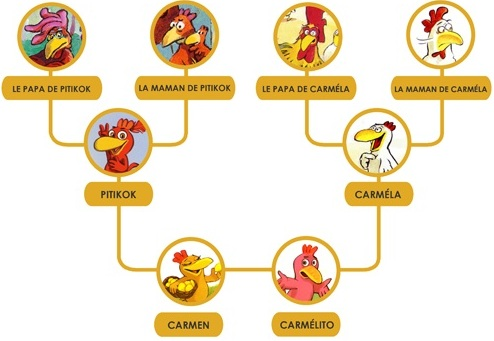 LE PAPA DE PITIKOK
LA MAMAN DE PITIKOK
LE PAPA DE CARMÉLA
LA MAMAN DE CARMÉLA
PITIKOK
CARMÉLA
CARMEN
CARMÉLITO